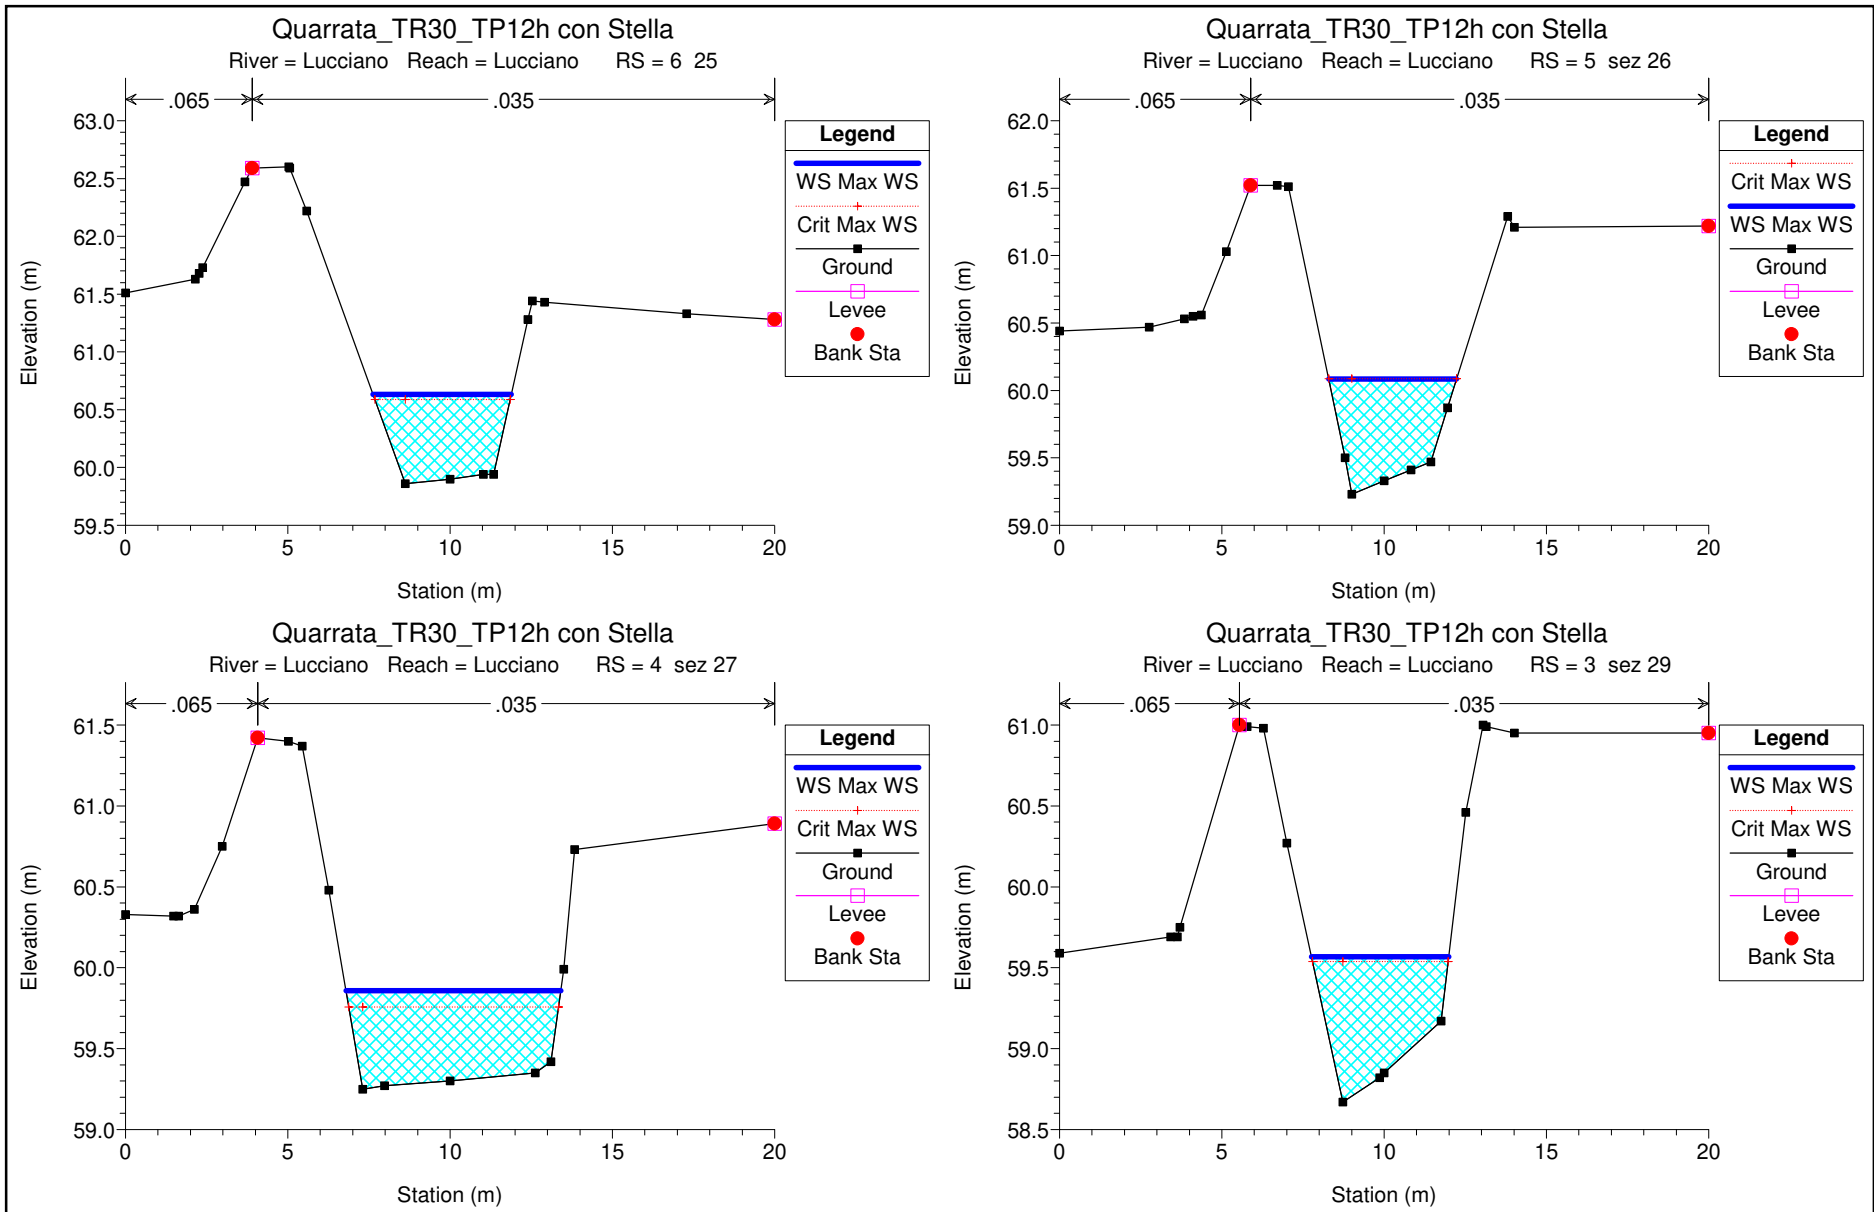 Quarrata_TR30_TP12h con Stella
River = Lucciano Reach = Lucciano RS = 6 25
.065 .035
63.0
62.5
62.0
61.5
61.0
60.5
60.0
59.5
0 5 10 15 20
Elevation (m)
Station (m)
Legend
WS Max WS
Crit Max WS
Ground
Levee
Bank Sta
Quarrata_TR30_TP12h con Stella
River = Lucciano Reach = Lucciano RS = 5 sez 26
.065 .035
62.0
61.5
61.0
60.5
60.0
59.5
59.0
0 5 10 15 20
Elevation (m)
Station (m)
Legend
Crit Max WS
WS Max WS
Ground
Levee
Bank Sta
Quarrata_TR30_TP12h con Stella
River = Lucciano Reach = Lucciano RS = 4 sez 27
.065 .035
61.5
61.0
60.5
60.0
59.5
59.0
0 5 10 15 20
Elevation (m)
Station (m)
Legend
WS Max WS
Crit Max WS
Ground
Levee
Bank Sta
Quarrata_TR30_TP12h con Stella
River = Lucciano Reach = Lucciano RS = 3 sez 29
.065 .035
61.0
60.5
60.0
59.5
59.0
58.5
0 5 10 15 20
Elevation (m)
Station (m)
Legend
WS Max WS
Crit Max WS
Ground
Levee
Bank Sta